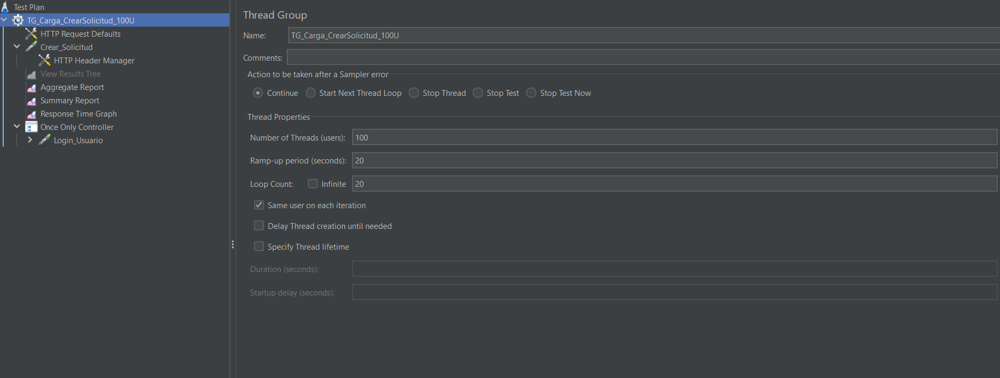 Test Plan
TG_Carga_CrearSolicitud_100U
HTTP Request Defaults
Crear_Solicitud
HTTP Header Manager
View Results Tree
Aggregate Report
Summary Report
Response Time Graph
Once Only Controller
Login_Usuario
Thread Group
Name: TG_Carga_CrearSolicitud_100U
Comments:
Action to be taken after a Sampler error
Continue Start Next Thread Loop Stop Thread Stop Test Stop Test Now
Thread Properties
Number of Threads (users): 100
Ramp-up period (seconds): 20
Loop Count: Infinite 20
Same user on each iteration
Delay Thread creation until needed
Specify Thread lifetime
Duration (seconds):
Startup delay (seconds):